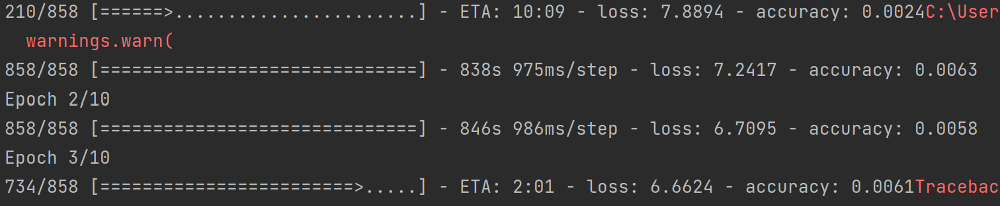 210/858 [======>.......................] - ETA: 10:09 - loss: 7.8894 - accuracy: 0.0024C:\User
warnings.warn(
858/858 [==============================] - 838s 975ms/step - loss: 7.2417 - accuracy: 0.0063
Epoch 2/10
858/858 [==============================] - 846s 986ms/step - loss: 6.7095 - accuracy: 0.0058
Epoch 3/10
734/858 [========================>.....] - ETA: 2:01 - loss: 6.6624 - accuracy: 0.0061Tracebac